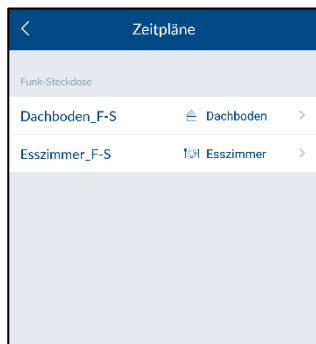 Zeitpläne
Funk-Steckdose
Dachboden_F-S Dachboden
Esszimmer_F-S Esszimmer